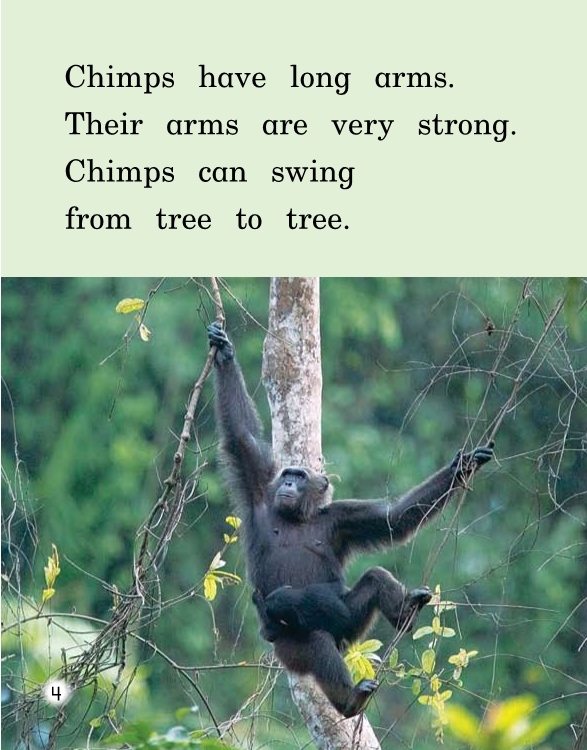 Chimps have long arms.
Their arms are very strong.
Chimps can swing
from tree to tree.
4